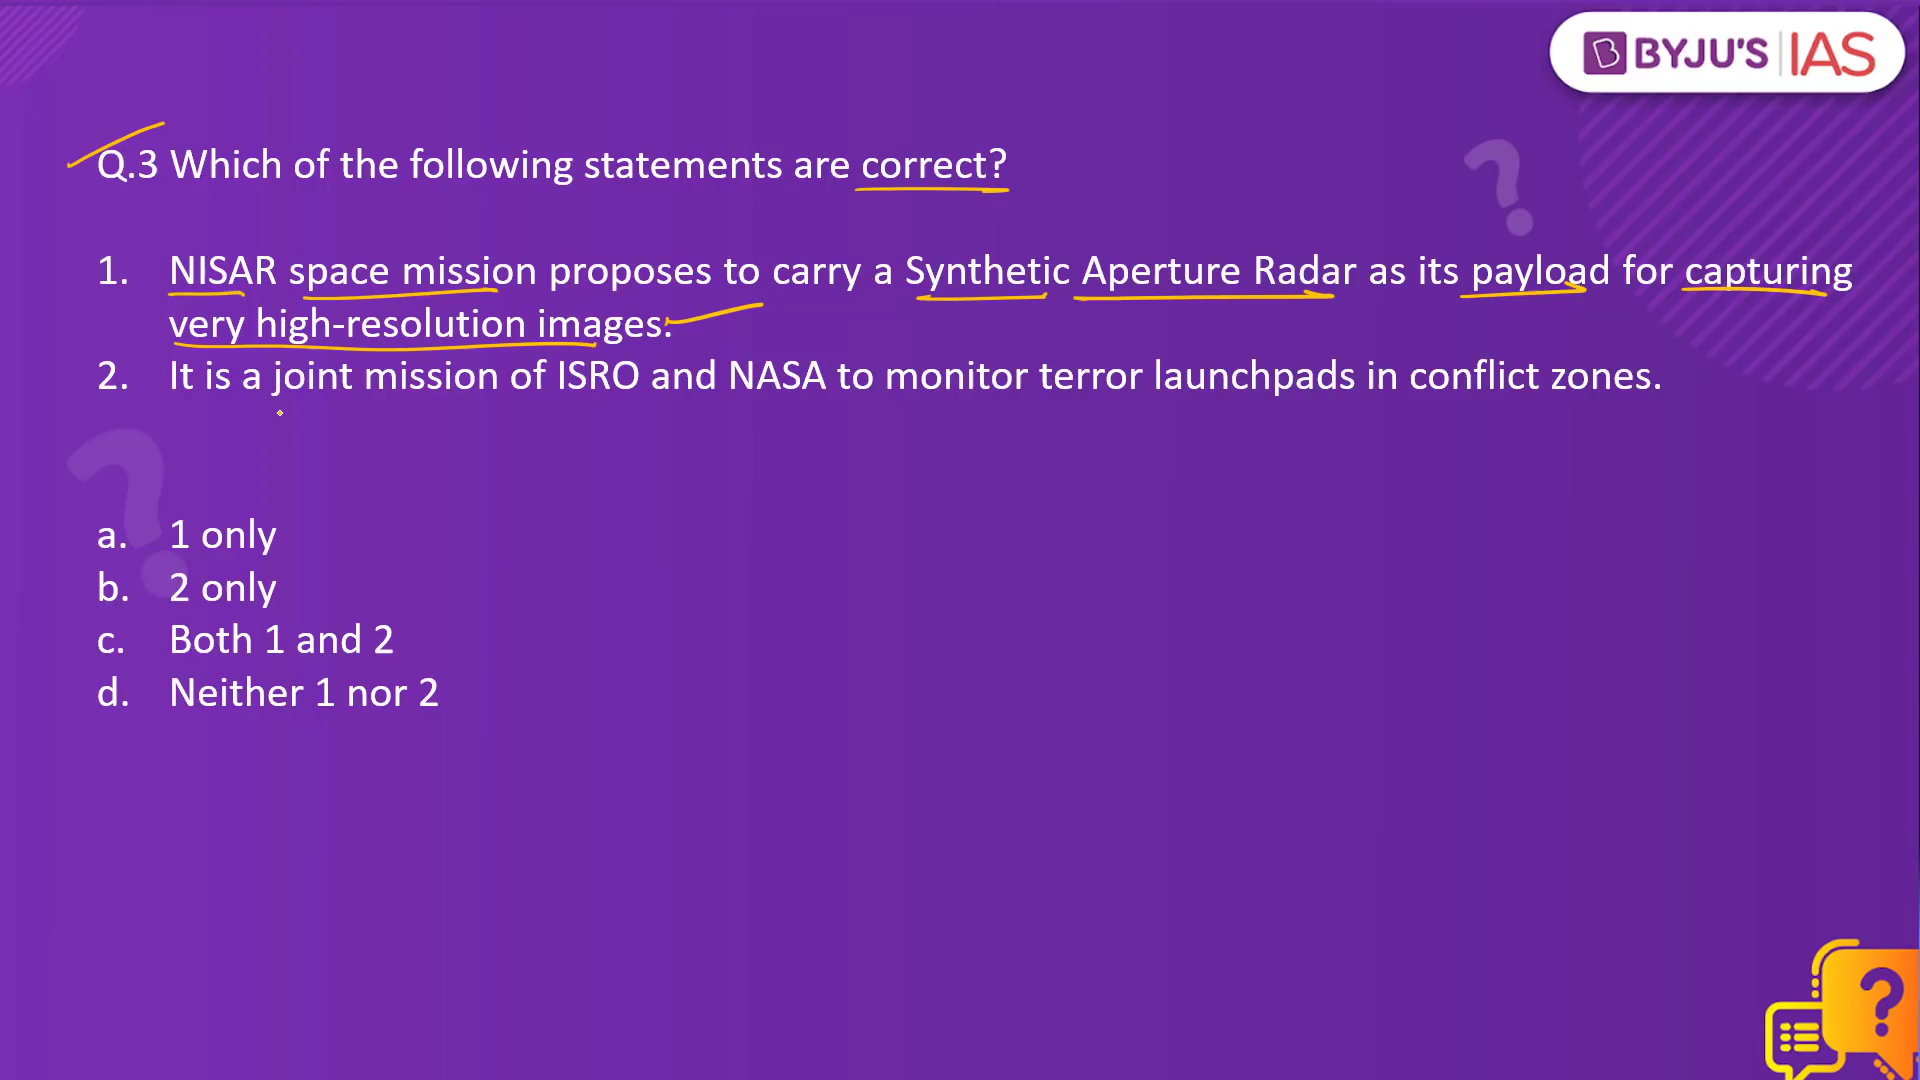 BYJU'S IAS
Q.3 Which of the following statements are correct?
1. NISAR space mission proposes to carry a Synthetic Aperture Radar as its payload for capturing
very high-resolution images.
2. It is a joint mission of ISRO and NASA to monitor terror launchpads in conflict zones.
a. 1 only
b. 2 only
c. Both 1 and 2
d. Neither 1 nor 2